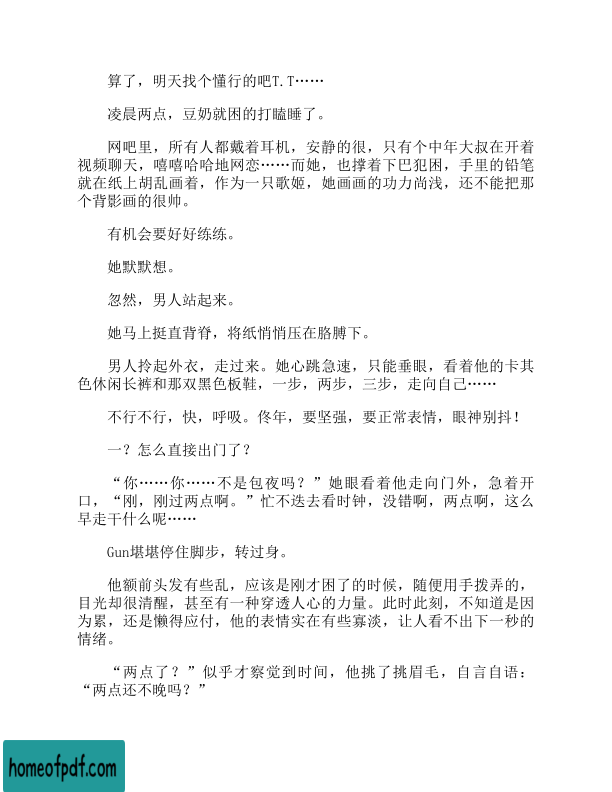 算了，明天找个懂行的吧T.T……
凌晨两点，豆奶就困的打瞌睡了。
网吧里，所有人都戴着耳机，安静的很，只有个中年大叔在开着
视频聊天，嘻嘻哈哈地网恋……而她，也撑着下巴犯困，手里的铅笔
就在纸上胡乱画着，作为一只歌姬，她画画的功力尚浅，还不能把那
个背影画的很帅。
有机会要好好练练。
她默默想。
忽然，男人站起来。
她马上挺直背脊，将纸悄悄压在胳膊下。
男人拎起外衣，走过来。她心跳急速，只能垂眼，看着他的卡其
色休闲长裤和那双黑色板鞋，一步，两步，三步，走向自己……
不行不行，快，呼吸。佟年，要坚强，要正常表情，眼神别抖！
一？怎么直接出门了？
“你……你……不是包夜吗？”她眼看着他走向门外，急着开
口，“刚，刚过两点啊。”忙不迭去看时钟，没错啊，两点啊，这么
早走干什么呢……
Gun堪堪停住脚步，转过身。
他额前头发有些乱，应该是刚才困了的时候，随便用手拨弄的，
目光却很清醒，甚至有一种穿透人心的力量。此时此刻，不知道是因
为累，还是懒得应付，他的表情实在有些寡淡，让人看不出下一秒的
情绪。
“两点了？”似乎才察觉到时间，他挑了挑眉毛，自言自语：
“两点还不晚吗？”
homeofpdf.com